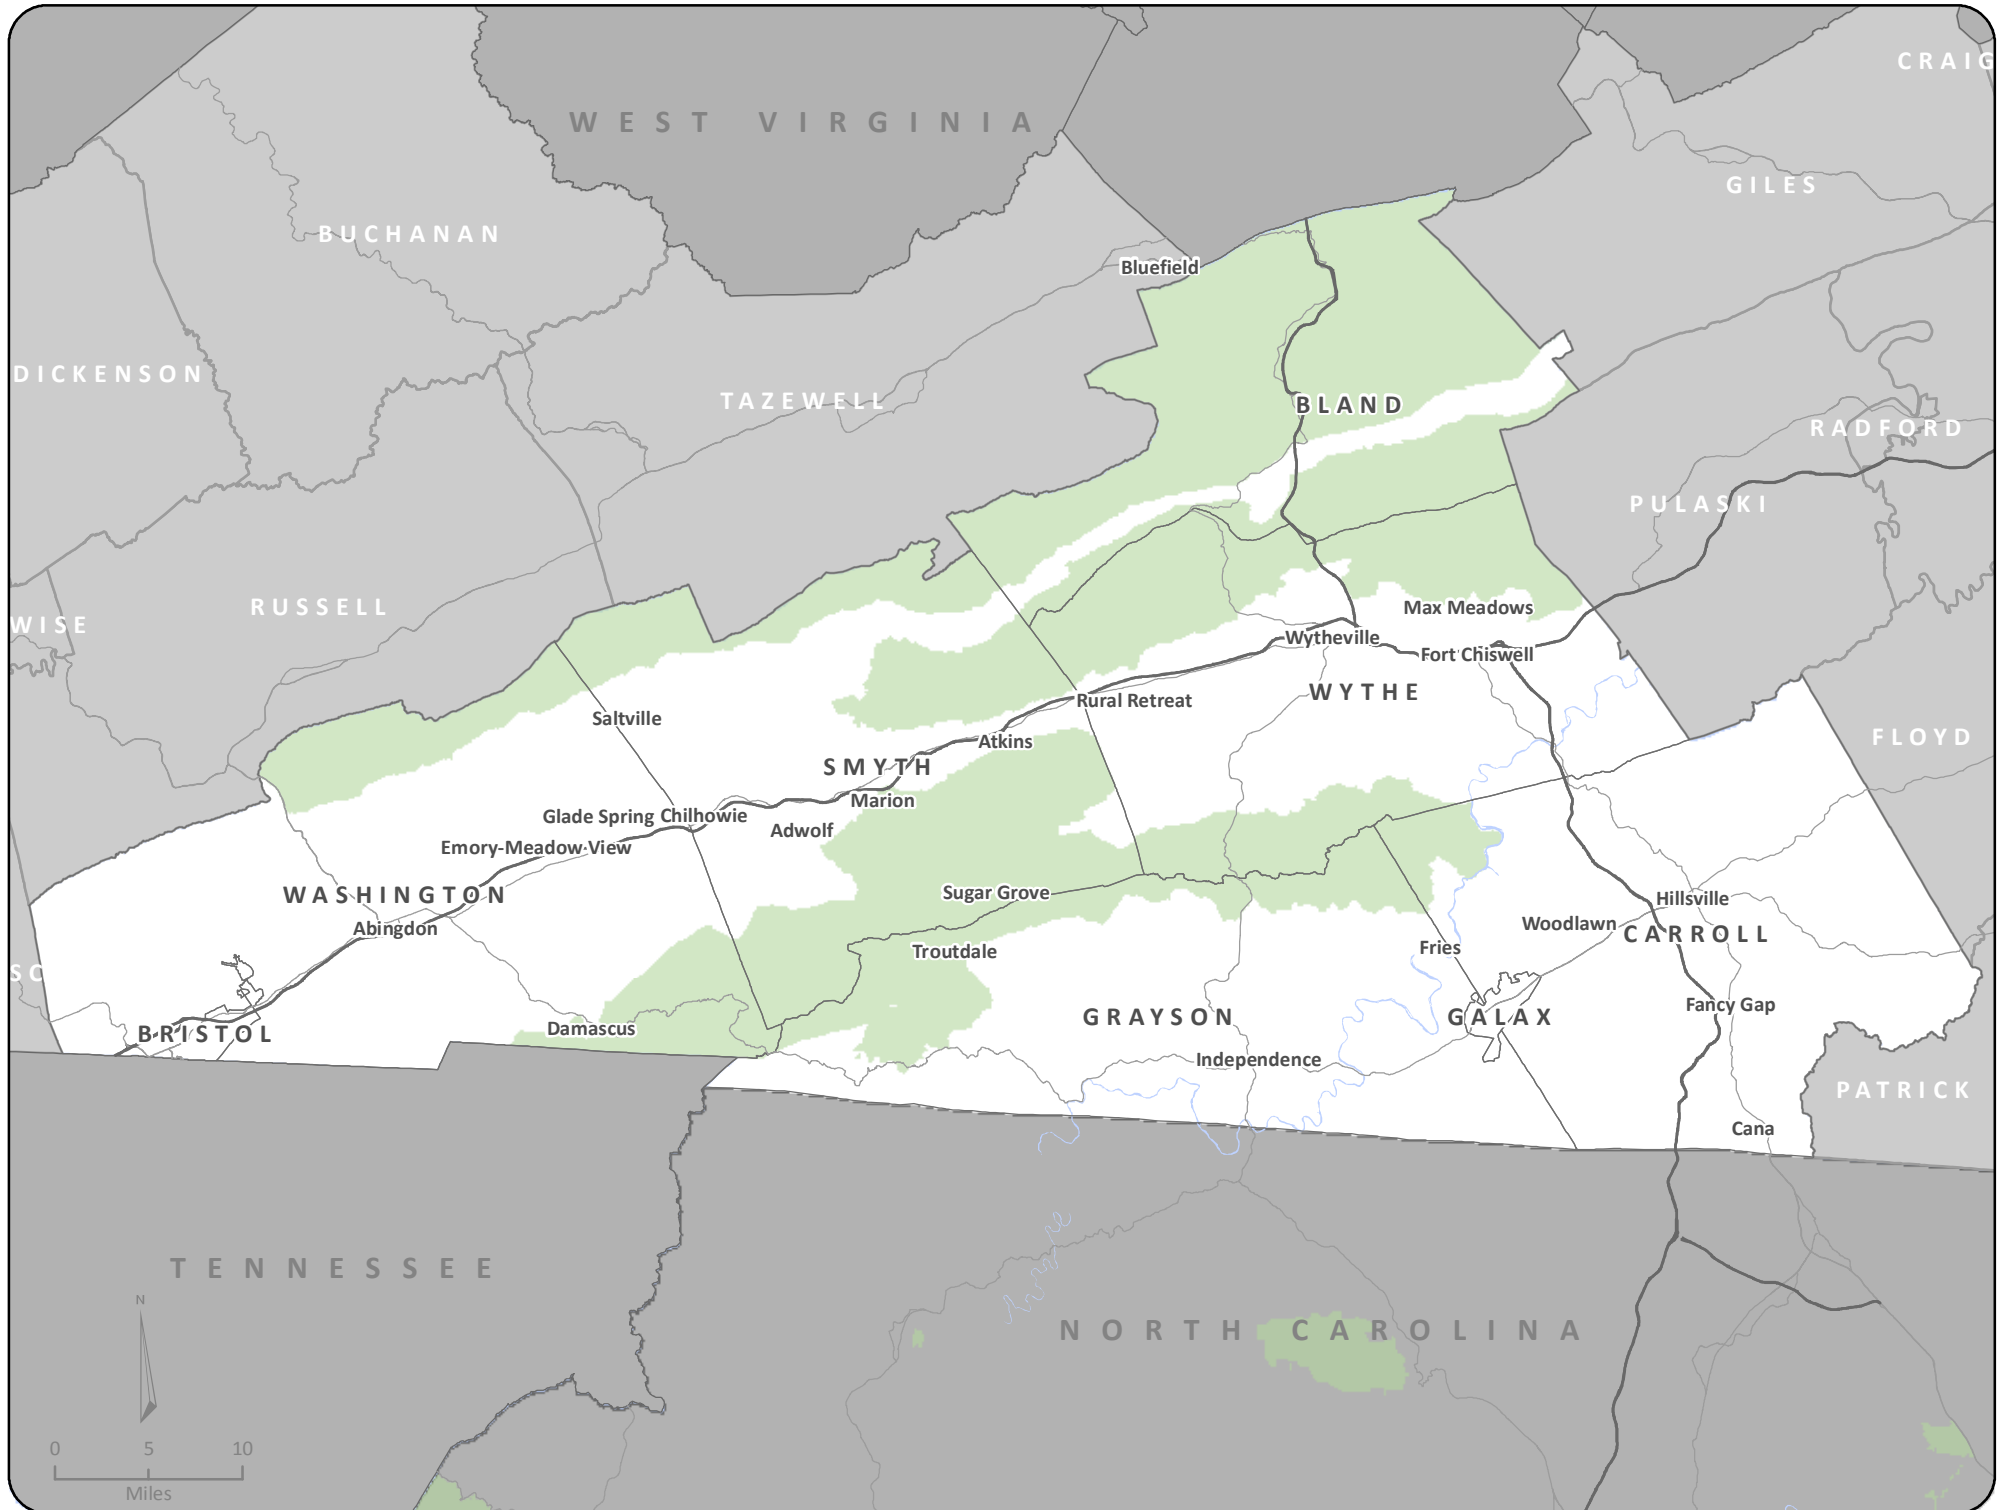 CRAIG
WEST VIRGINIA
GILES
BUCHANAN
Bluefield
DICKENSON
TAZEWELL
BLAND
RADFORD
PULASKI
RUSSELL
WISE
Max Meadows
Wytheville
Fort Chiswell
WYTHE
Rural Retreat
Saltville
FLOYD
Atkins
SMYTH
Marion
Glade Spring
Chilhowie
Adwolf
Emory-Meadow View
WASHINGTON
Sugar Grove
Hillsville
Abingdon
Woodlawn
CARROLL
Fries
Troutdale
SC
Fancy Gap
GRAYSON
GALAX
Damascus
BRISTOL
Independence
PATRICK
Cana
TENNESSEE
N
NORTH CAROLINA
0 5 10
Miles